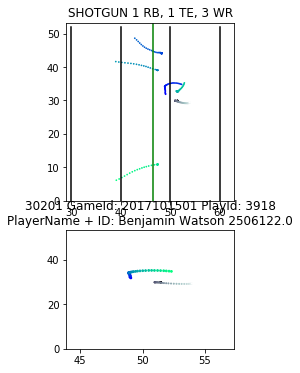 SHOTGUN 1 RB, 1 TE, 3 WR
50
40
30
20
10
0
30 40 50 60
30201 GameId: 2017101501 PlayId: 3918
PlayerName + ID: Benjamin Watson 2506122.0
40
20
0
45 50 55